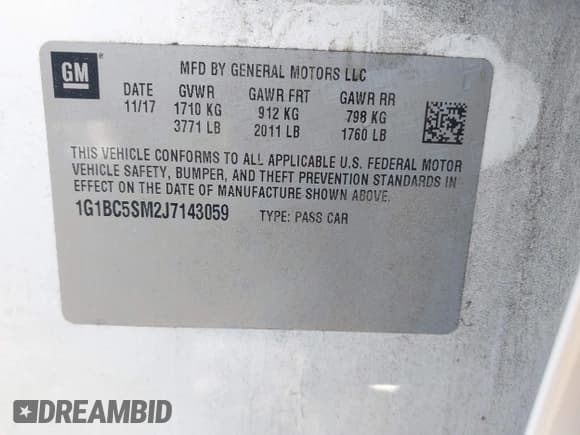 GM ®
MFD BY GENERAL MOTORS LLC
DATE GVWR GAWR FRT GAWR RR
11/17 1710 KG 912 KG 798 KG
3771 LB 2011 LB 1760 LB
THIS VEHICLE CONFORMS TO ALL APPLICABLE U.S. FEDERAL MOTOR
VEHICLE SAFETY, BUMPER, AND THEFT PREVENTION STANDARDS IN
EFFECT ON THE DATE OF MANUFACTURE SHOWN ABOVE.
1G1BC5SM2J7143059 TYPE: PASS CAR
DREAMBID